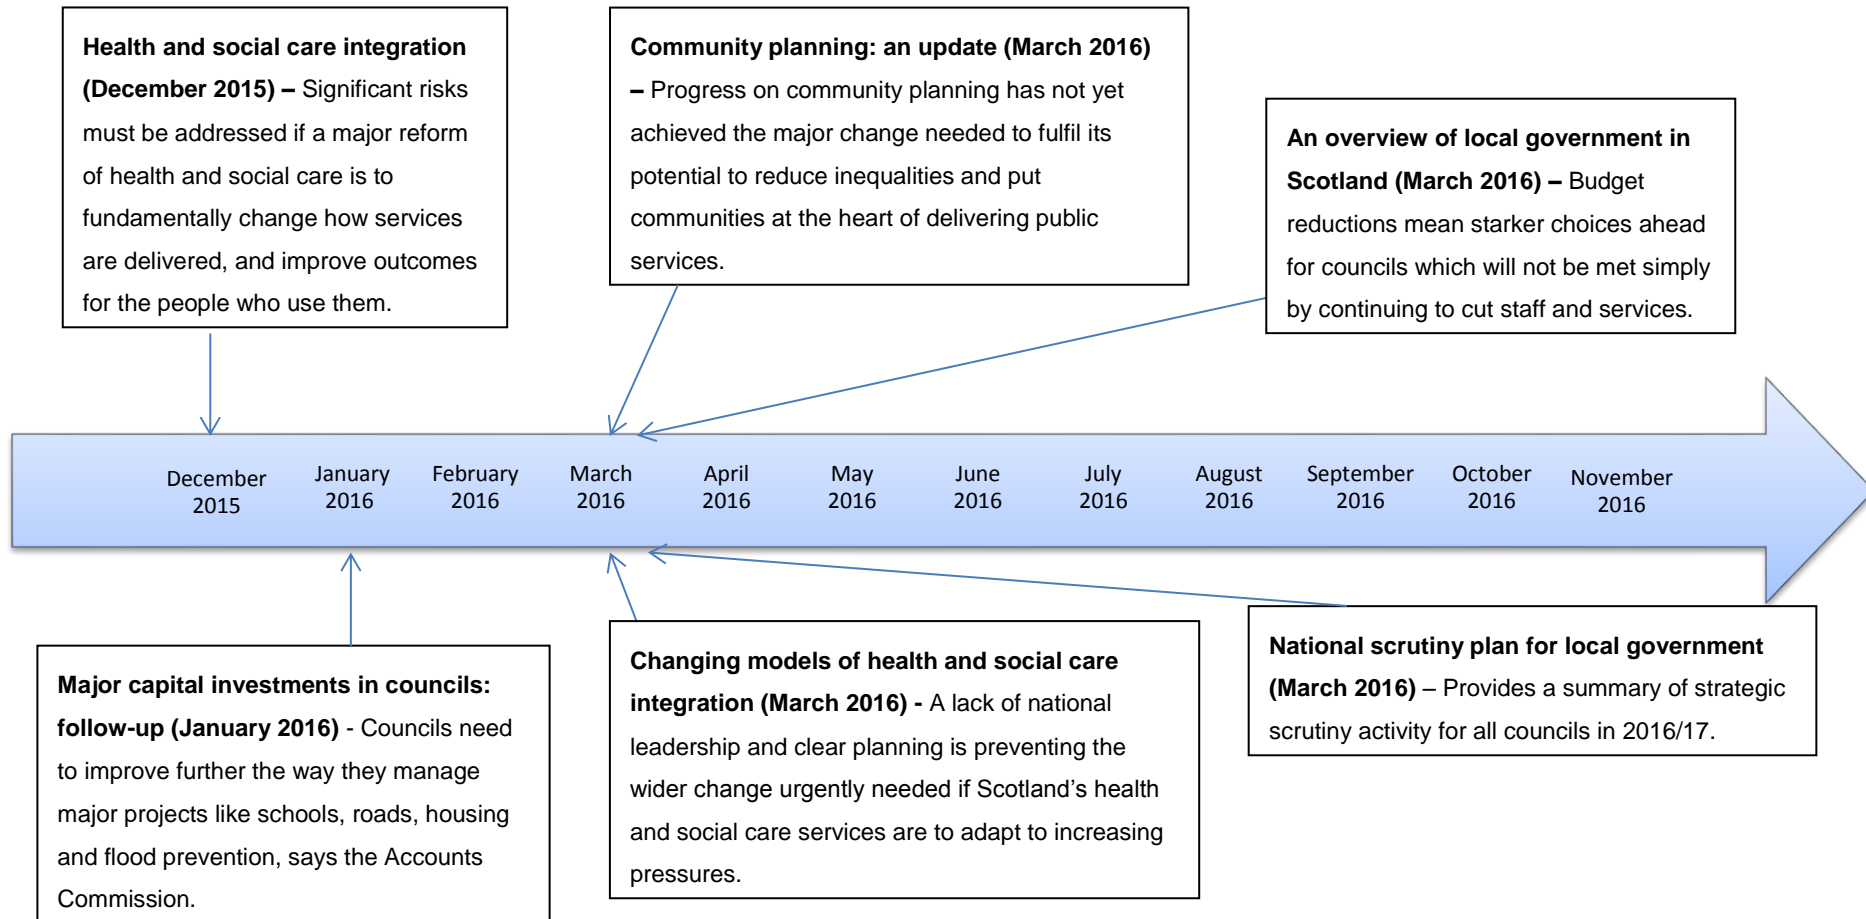 Health and social care integration
(December 2015) – Significant risks
must be addressed if a major reform
of health and social care is to
fundamentally change how services
are delivered, and improve outcomes
for the people who use them.
Community planning: an update (March 2016)
– Progress on community planning has not yet
achieved the major change needed to fulfil its
potential to reduce inequalities and put
communities at the heart of delivering public
services.
An overview of local government in
Scotland (March 2016) – Budget
reductions mean starker choices ahead
for councils which will not be met simply
by continuing to cut staff and services.
December
2015
January
2016
February
2016
March
2016
April
2016
May
2016
June
2016
July
2016
August
2016
September
2016
October
2016
November
2016
Major capital investments in councils:
follow-up (January 2016) - Councils need
to improve further the way they manage
major projects like schools, roads, housing
and flood prevention, says the Accounts
Commission.
Changing models of health and social care
integration (March 2016) - A lack of national
leadership and clear planning is preventing the
wider change urgently needed if Scotland’s health
and social care services are to adapt to increasing
pressures.
National scrutiny plan for local government
(March 2016) – Provides a summary of strategic
scrutiny activity for all councils in 2016/17.